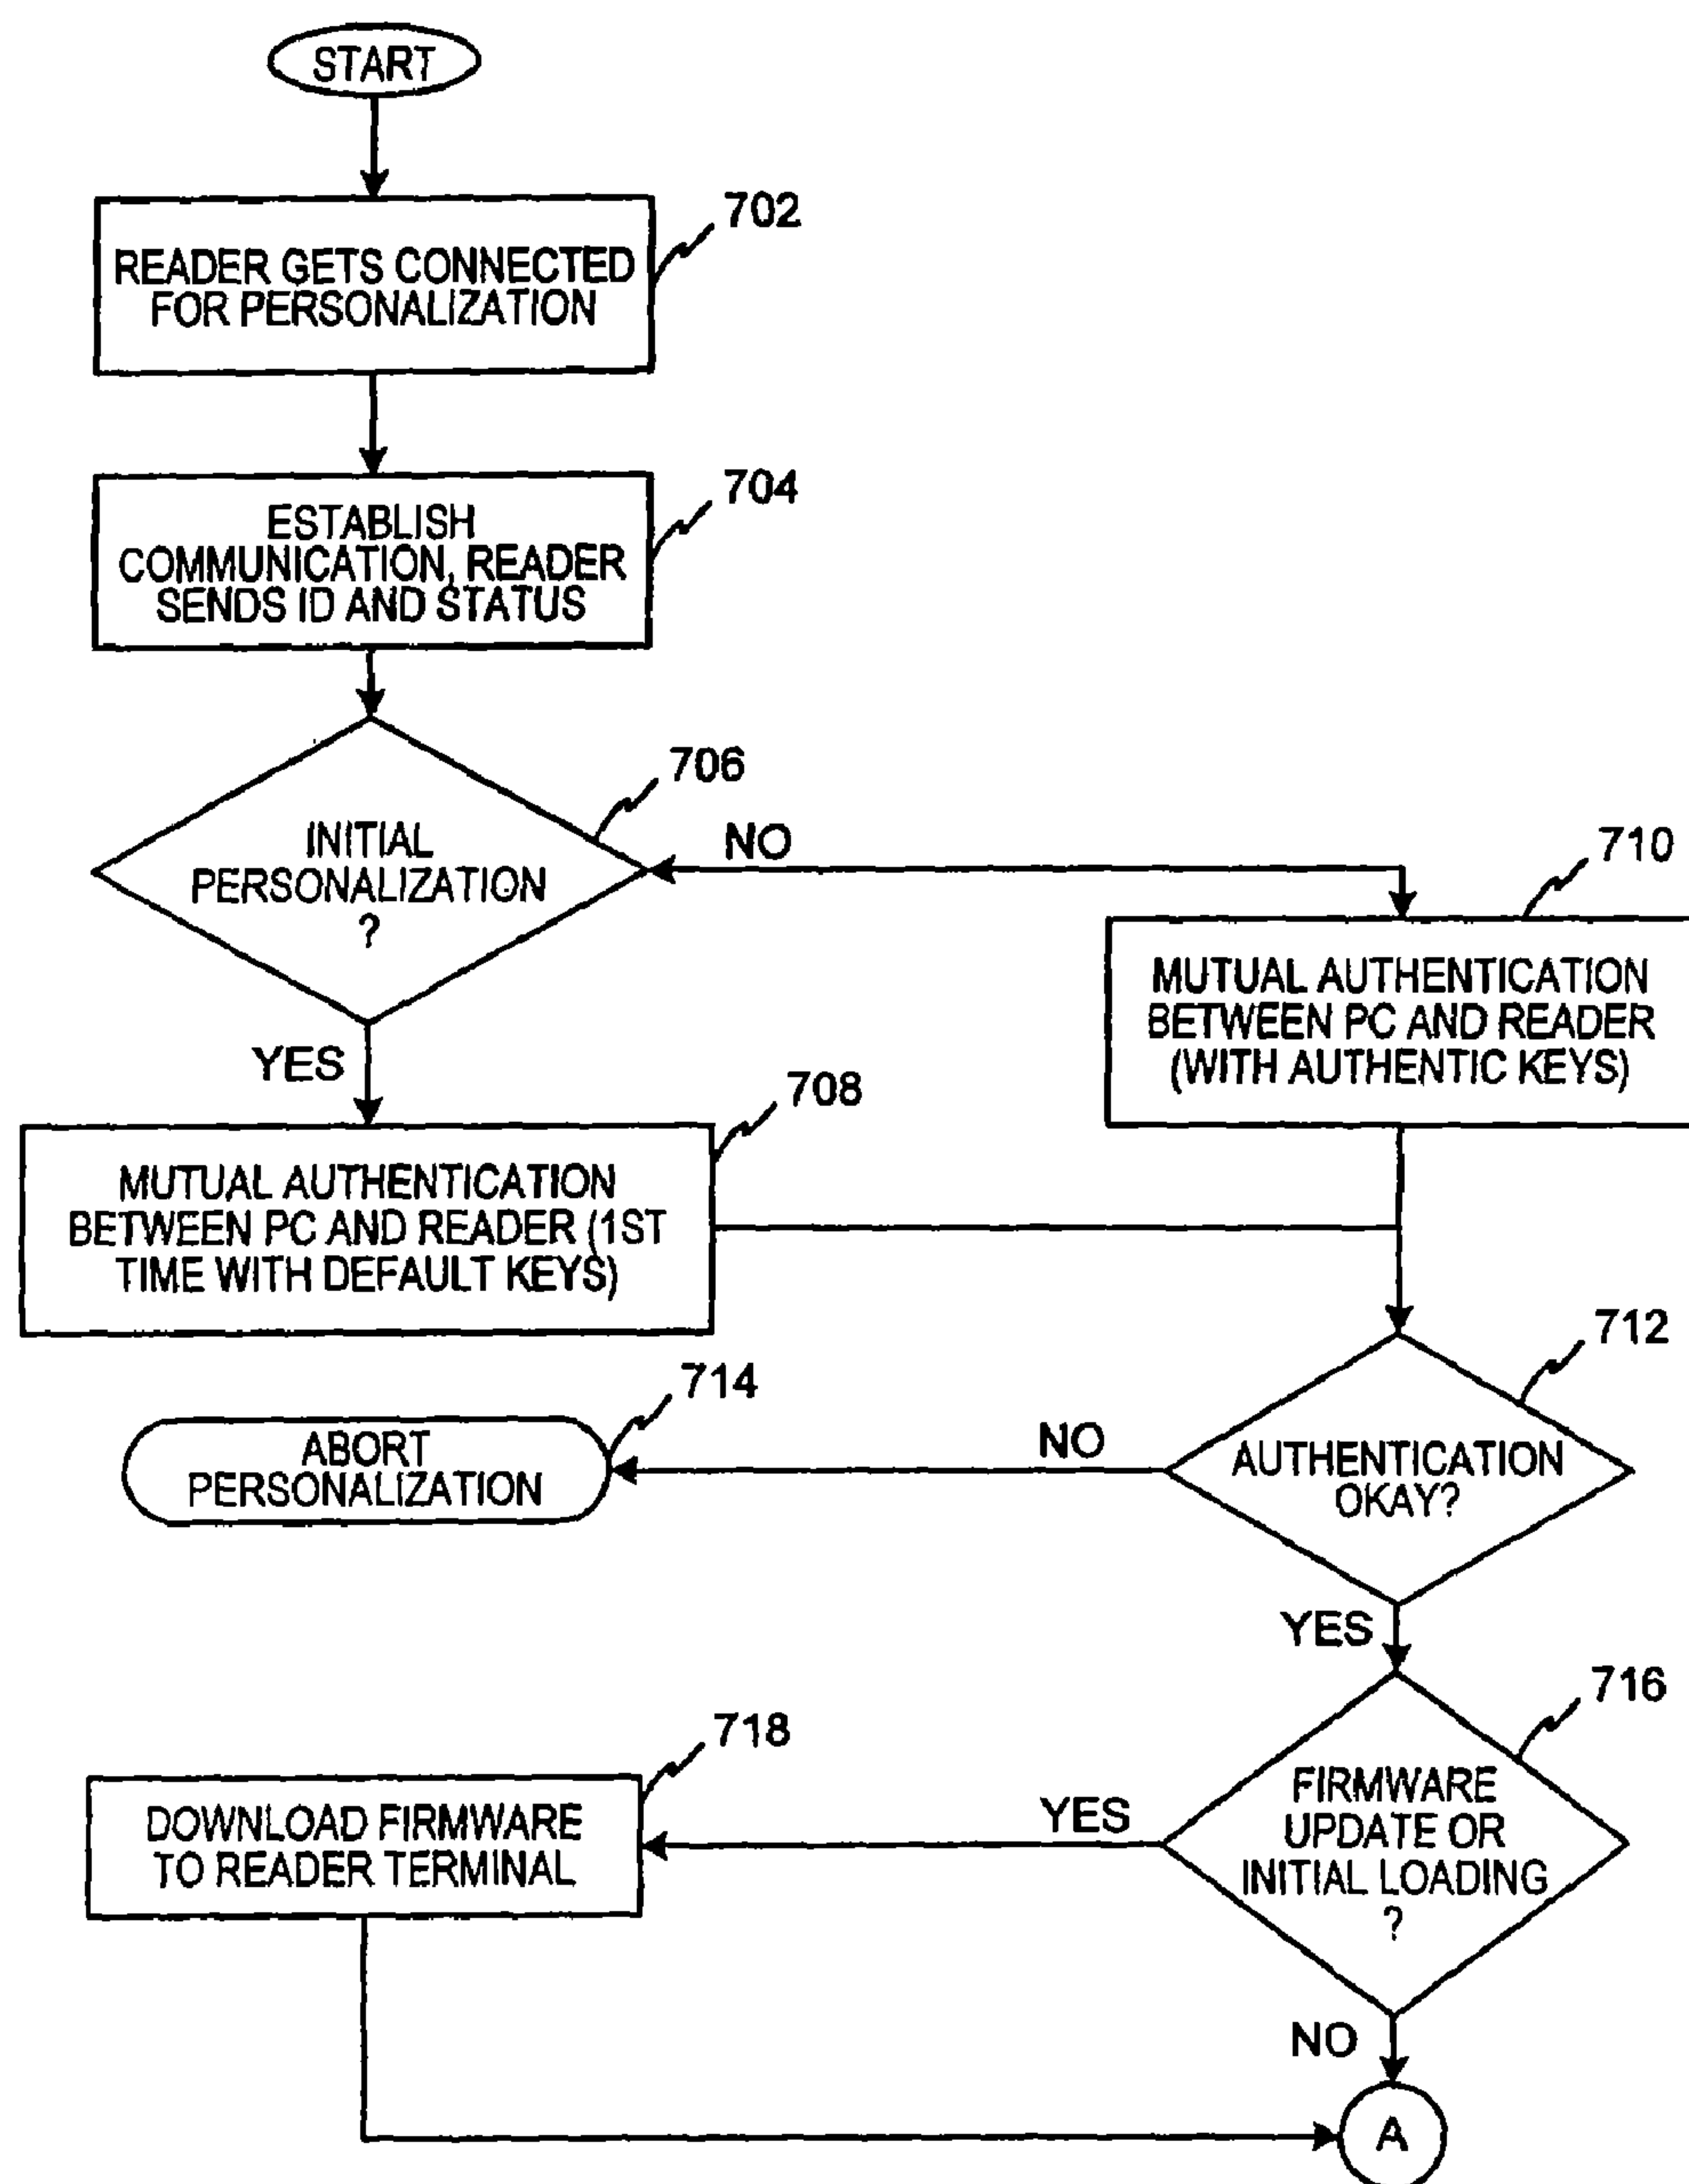 START
702
READER GETS CONNECTED
FOR PERSONALIZATION
704
ESTABLISH
COMMUNICATION, READER
SENDS ID AND STATUS
706
INITIAL
PERSONALIZATION
?
NO
710
MUTUAL AUTHENTICATION
BETWEEN PC AND READER
(WITH AUTHENTIC KEYS)
YES
708
MUTUAL AUTHENTICATION
BETWEEN PC AND READER (1ST
TIME WITH DEFAULT KEYS)
712
AUTHENTICATION
OKAY?
NO
714
ABORT
PERSONALIZATION
YES
716
FIRMWARE
UPDATE OR
INITIAL LOADING
?
YES
718
DOWNLOAD FIRMWARE
TO READER TERMINAL
NO
A